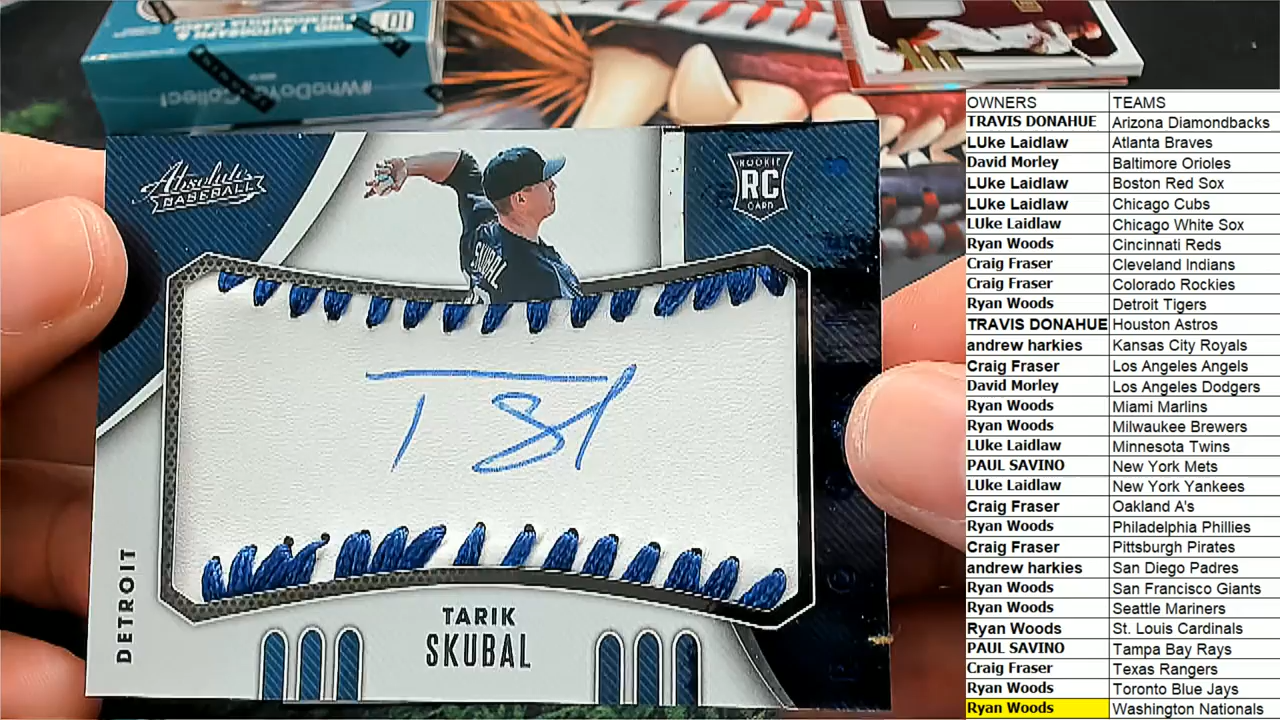 #WhoDoYouCollect
Absolute
BASEBALL
ROOKIE
RC
CARD
SKUBAL
T Sl
DETROIT
TARIK
SKUBAL
OWNERS TEAMS
TRAVIS DONAHUE Arizona Diamondbacks
LUke Laidlaw Atlanta Braves
David Morley Baltimore Orioles
LUke Laidlaw Boston Red Sox
LUke Laidlaw Chicago Cubs
LUke Laidlaw Chicago White Sox
Ryan Woods Cincinnati Reds
Craig Fraser Cleveland Indians
Craig Fraser Colorado Rockies
Ryan Woods Detroit Tigers
TRAVIS DONAHUE Houston Astros
andrew harkies Kansas City Royals
Craig Fraser Los Angeles Angels
David Morley Los Angeles Dodgers
Ryan Woods Miami Marlins
Ryan Woods Milwaukee Brewers
LUke Laidlaw Minnesota Twins
PAUL SAVINO New York Mets
LUke Laidlaw New York Yankees
Craig Fraser Oakland A's
Ryan Woods Philadelphia Phillies
Craig Fraser Pittsburgh Pirates
andrew harkies San Diego Padres
Ryan Woods San Francisco Giants
Ryan Woods Seattle Mariners
Ryan Woods St. Louis Cardinals
PAUL SAVINO Tampa Bay Rays
Craig Fraser Texas Rangers
Ryan Woods Toronto Blue Jays
Ryan Woods Washington Nationals